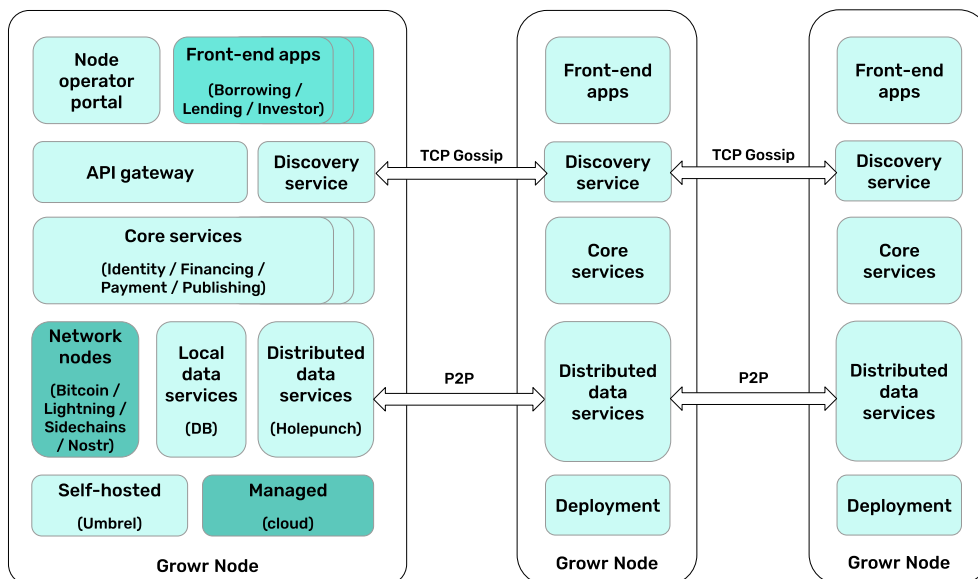 Node
operator
portal
Front-end apps
(Borrowing /
Lending / Investor)
API gateway
Discovery
service
Core services
(Identity / Financing /
Payment / Publishing)
Network
nodes
(Bitcoin /
Lightning /
Sidechains
/ Nostr)
Local
data
services
(DB)
Distributed
data
services
(Holepunch)
Self-hosted
(Umbrel)
Managed
(cloud)
Growr Node
TCP Gossip
P2P
Front-end
apps
Discovery
service
Core
services
Distributed
data
services
Deployment
Growr Node
TCP Gossip
P2P
Front-end
apps
Discovery
service
Core
services
Distributed
data
services
Deployment
Growr Node